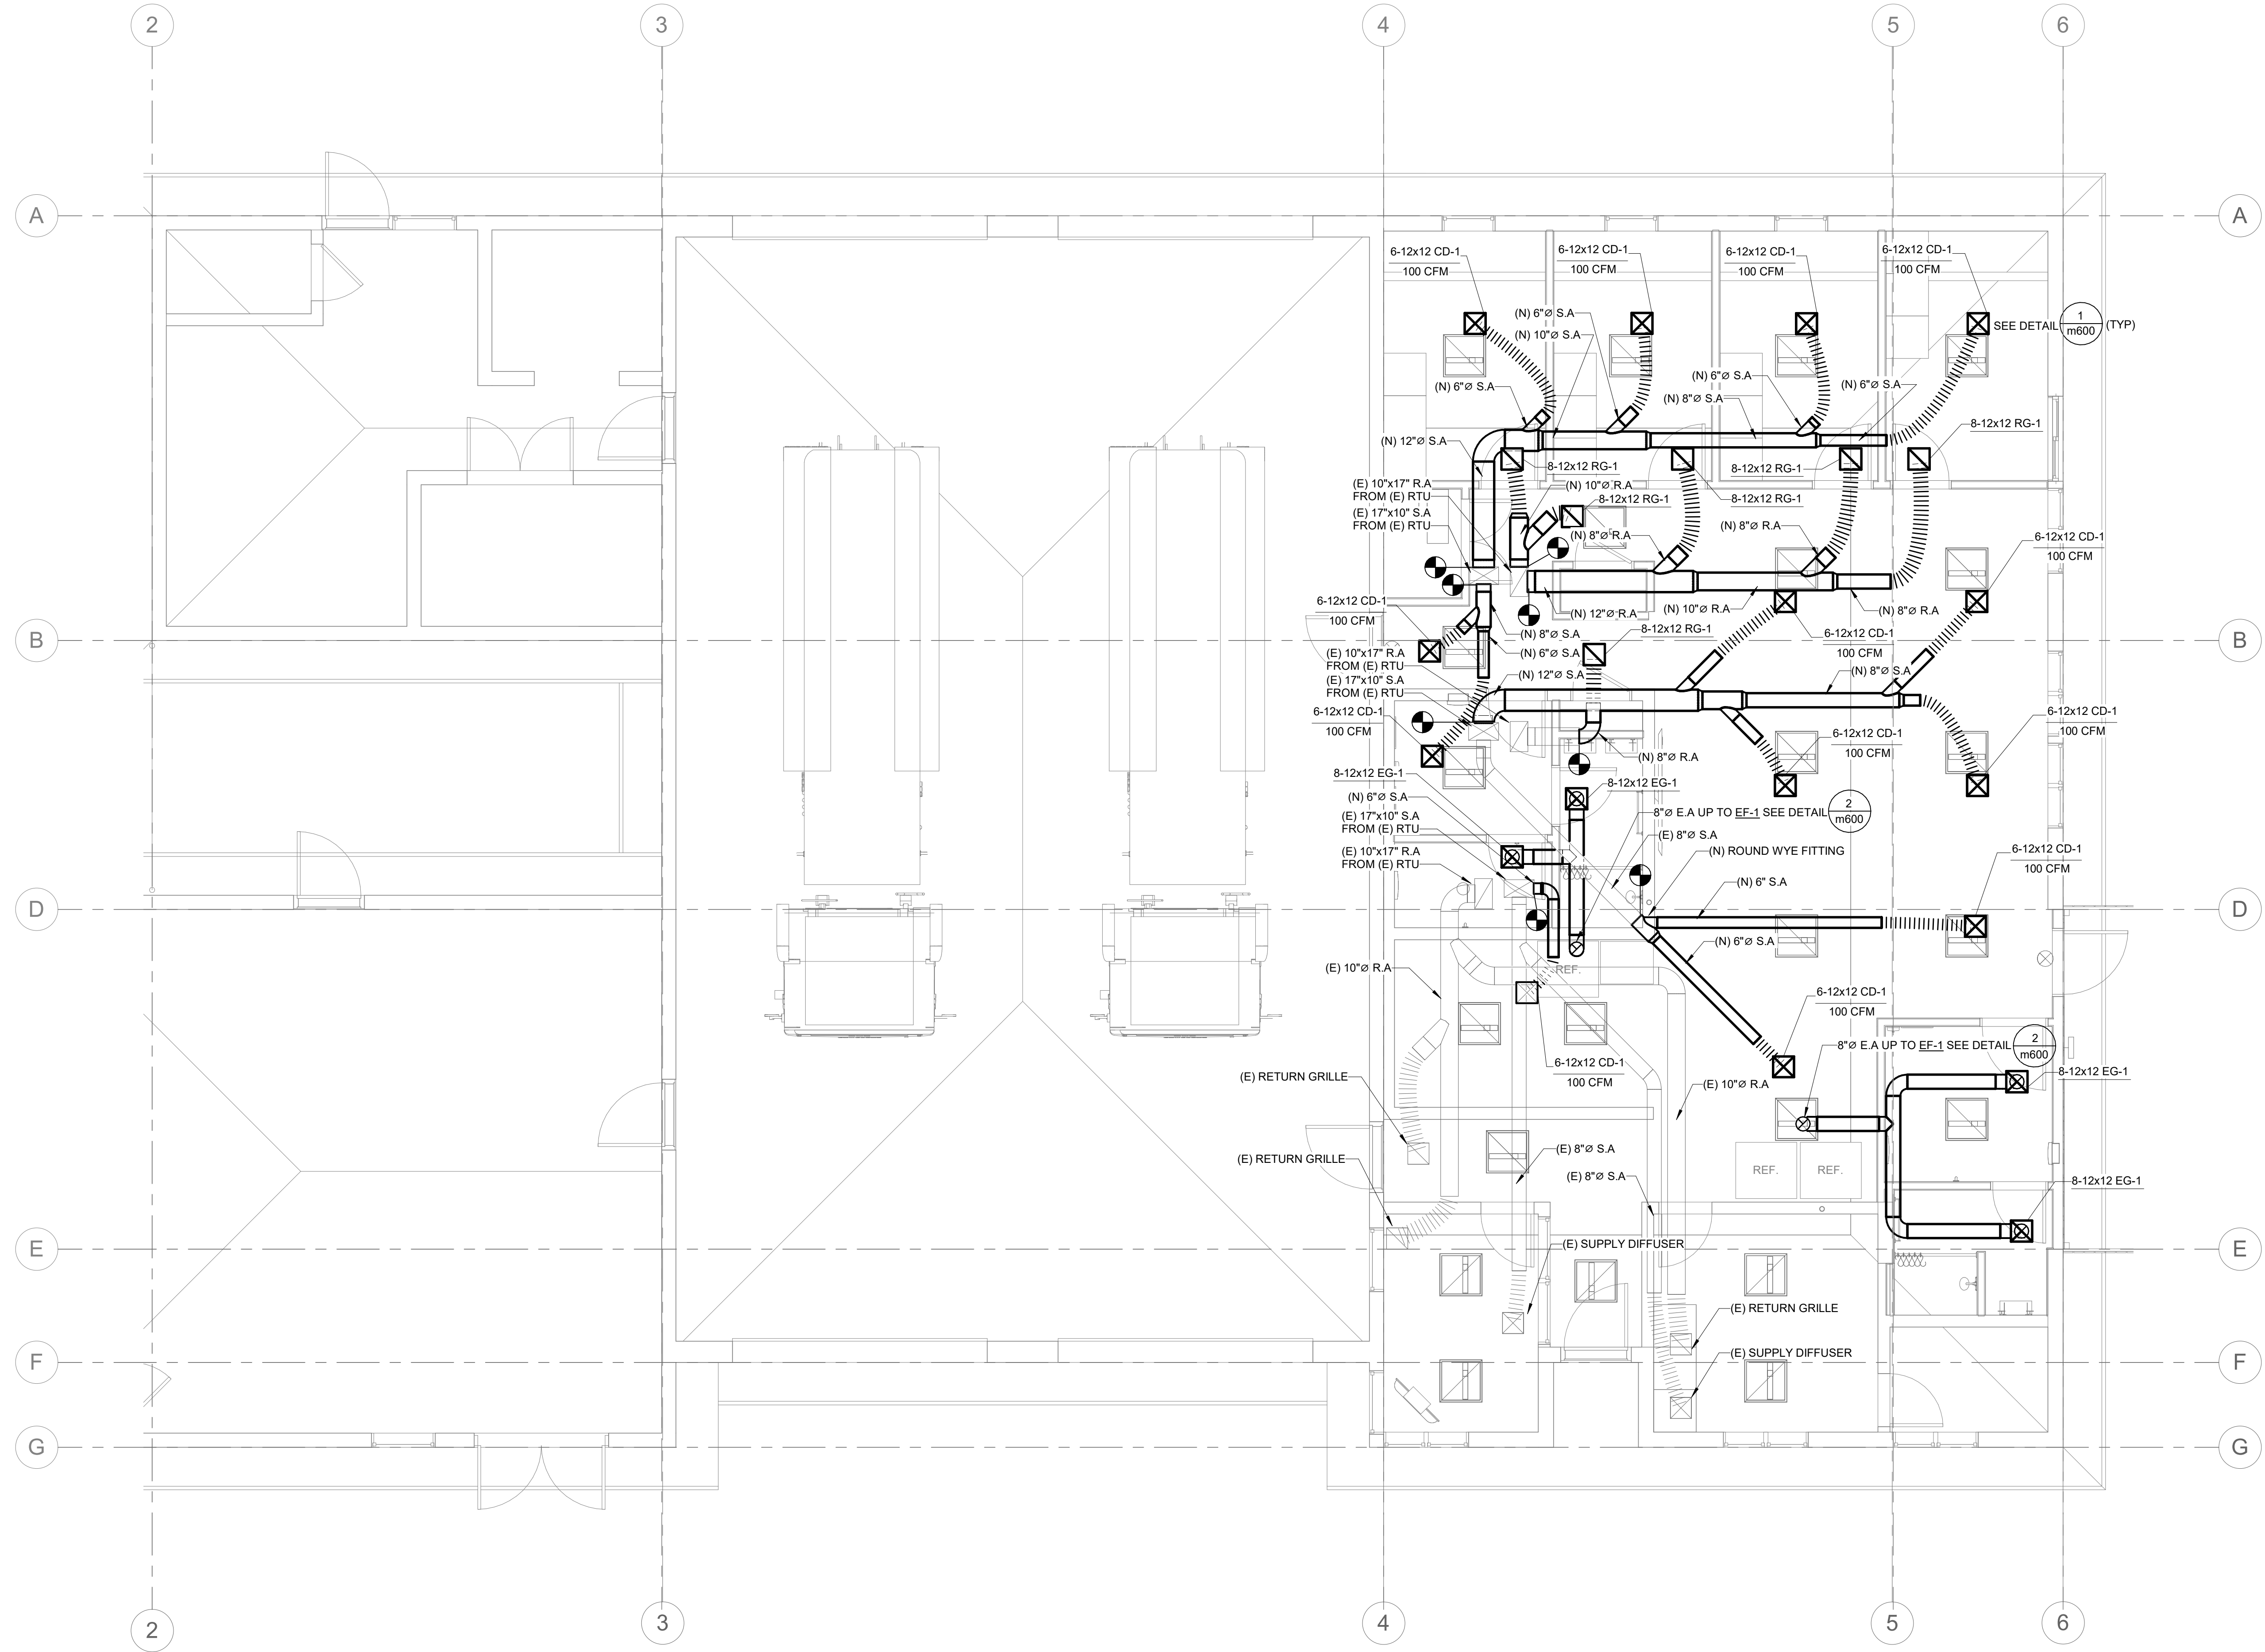 2
3
4
5
6
A
A
6-12x12 CD-1
100 CFM
6-12x12 CD-1
100 CFM
6-12x12 CD-1
100 CFM
6-12x12 CD-1
100 CFM
(N) 6"Ø S.A
(N) 10"Ø S.A
SEE DETAIL
1
m600
(TYP)
(N) 6"Ø S.A
(N) 6"Ø S.A
(N) 6"Ø S.A
(N) 8"Ø S.A
(N) 12"Ø S.A
8-12x12 RG-1
8-12x12 RG-1
8-12x12 RG-1
(E) 10"x17" R.A
FROM (E) RTU
(N) 10"Ø R.A
8-12x12 RG-1
8-12x12 RG-1
(E) 17"x10" S.A
FROM (E) RTU
(N) 8"Ø R.A
(N) 8"Ø R.A
6-12x12 CD-1
100 CFM
6-12x12 CD-1
100 CFM
(N) 12"Ø R.A
(N) 10"Ø R.A
(N) 8"Ø R.A
B
B
(N) 8"Ø S.A
8-12x12 RG-1
6-12x12 CD-1
100 CFM
(N) 6"Ø S.A
(E) 10"x17" R.A
FROM (E) RTU
(N) 12"Ø S.A
(N) 8"Ø S.A
(E) 17"x10" S.A
FROM (E) RTU
6-12x12 CD-1
100 CFM
6-12x12 CD-1
100 CFM
6-12x12 CD-1
100 CFM
(N) 8"Ø R.A
8-12x12 EG-1
8-12x12 EG-1
(N) 6"Ø S.A
8"Ø E.A UP TO EF-1 SEE DETAIL
2
m600
(E) 17"x10" S.A
FROM (E) RTU
(E) 8"Ø S.A
(N) ROUND WYE FITTING
6-12x12 CD-1
100 CFM
(E) 10"x17" R.A
FROM (E) RTU
(N) 6" S.A
D
D
(N) 6"Ø S.A
(E) 10"Ø R.A
REF.
6-12x12 CD-1
100 CFM
8"Ø E.A UP TO EF-1 SEE DETAIL
2
m600
6-12x12 CD-1
100 CFM
(E) RETURN GRILLE
(E) 10"Ø R.A
8-12x12 EG-1
(E) RETURN GRILLE
(E) 8"Ø S.A
(E) 8"Ø S.A
REF.
REF.
8-12x12 EG-1
E
E
(E) SUPPLY DIFFUSER
(E) RETURN GRILLE
(E) SUPPLY DIFFUSER
F
F
G
G
2
3
4
5
6